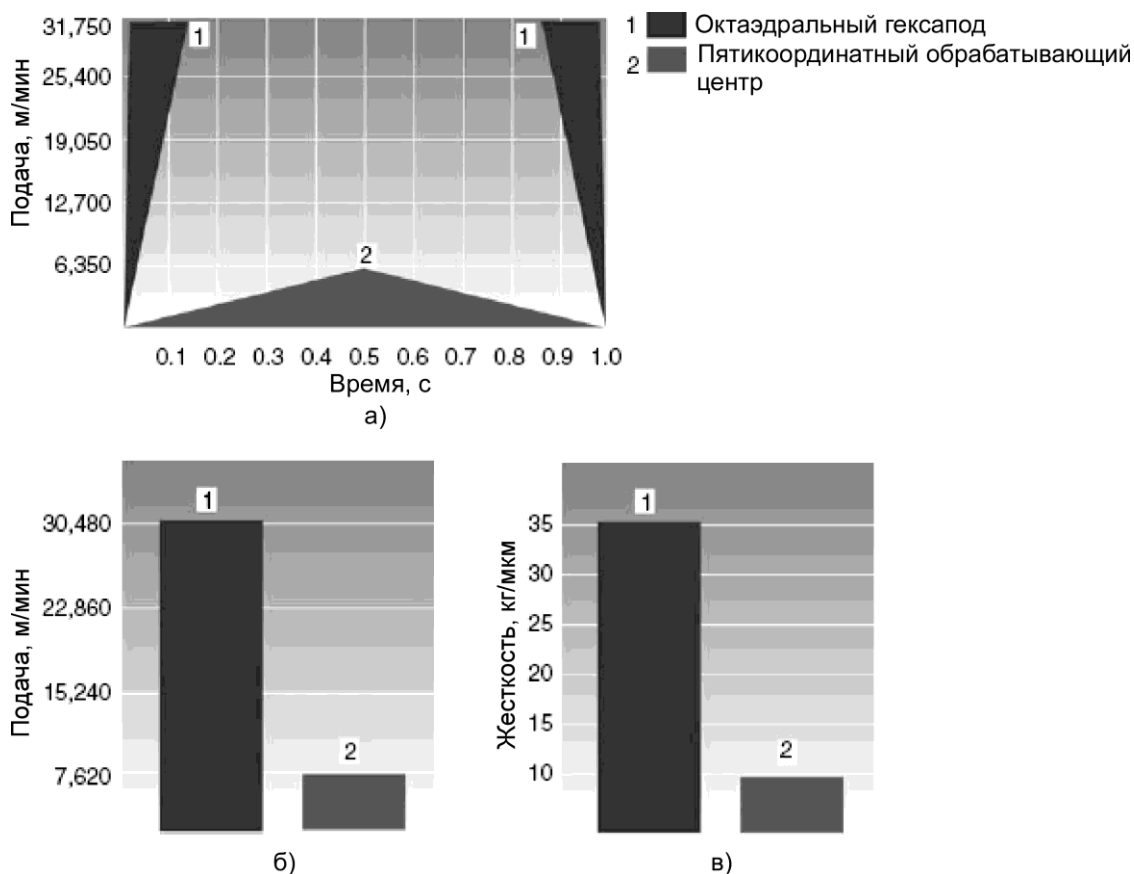 31,750
25,400
19,050
12,700
6,350
Подача, м/мин
1
1
2
0.1 0.2 0.3 0.4 0.5 0.6 0.7 0.8 0.9 1.0
Время, с
а)
1 Октаэдральный гексапод
2 Пятикоординатный обрабатывающий
центр
30,480
22,860
15,240
7,620
Подача, м/мин
1
2
б)
35
30
25
20
15
10
Жесткость, кг/мкм
1
2
в)